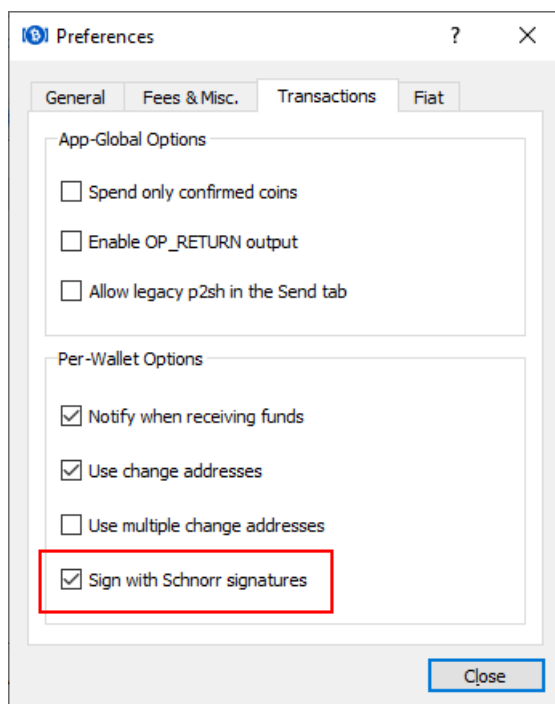 Preferences
?
General
Fees & Misc.
Transactions
Fiat
App-Global Options
Spend only confirmed coins
Enable OP_RETURN output
Allow legacy p2sh in the Send tab
Per-Wallet Options
Notify when receiving funds
Use change addresses
Use multiple change addresses
Sign with Schnorr signatures
Close